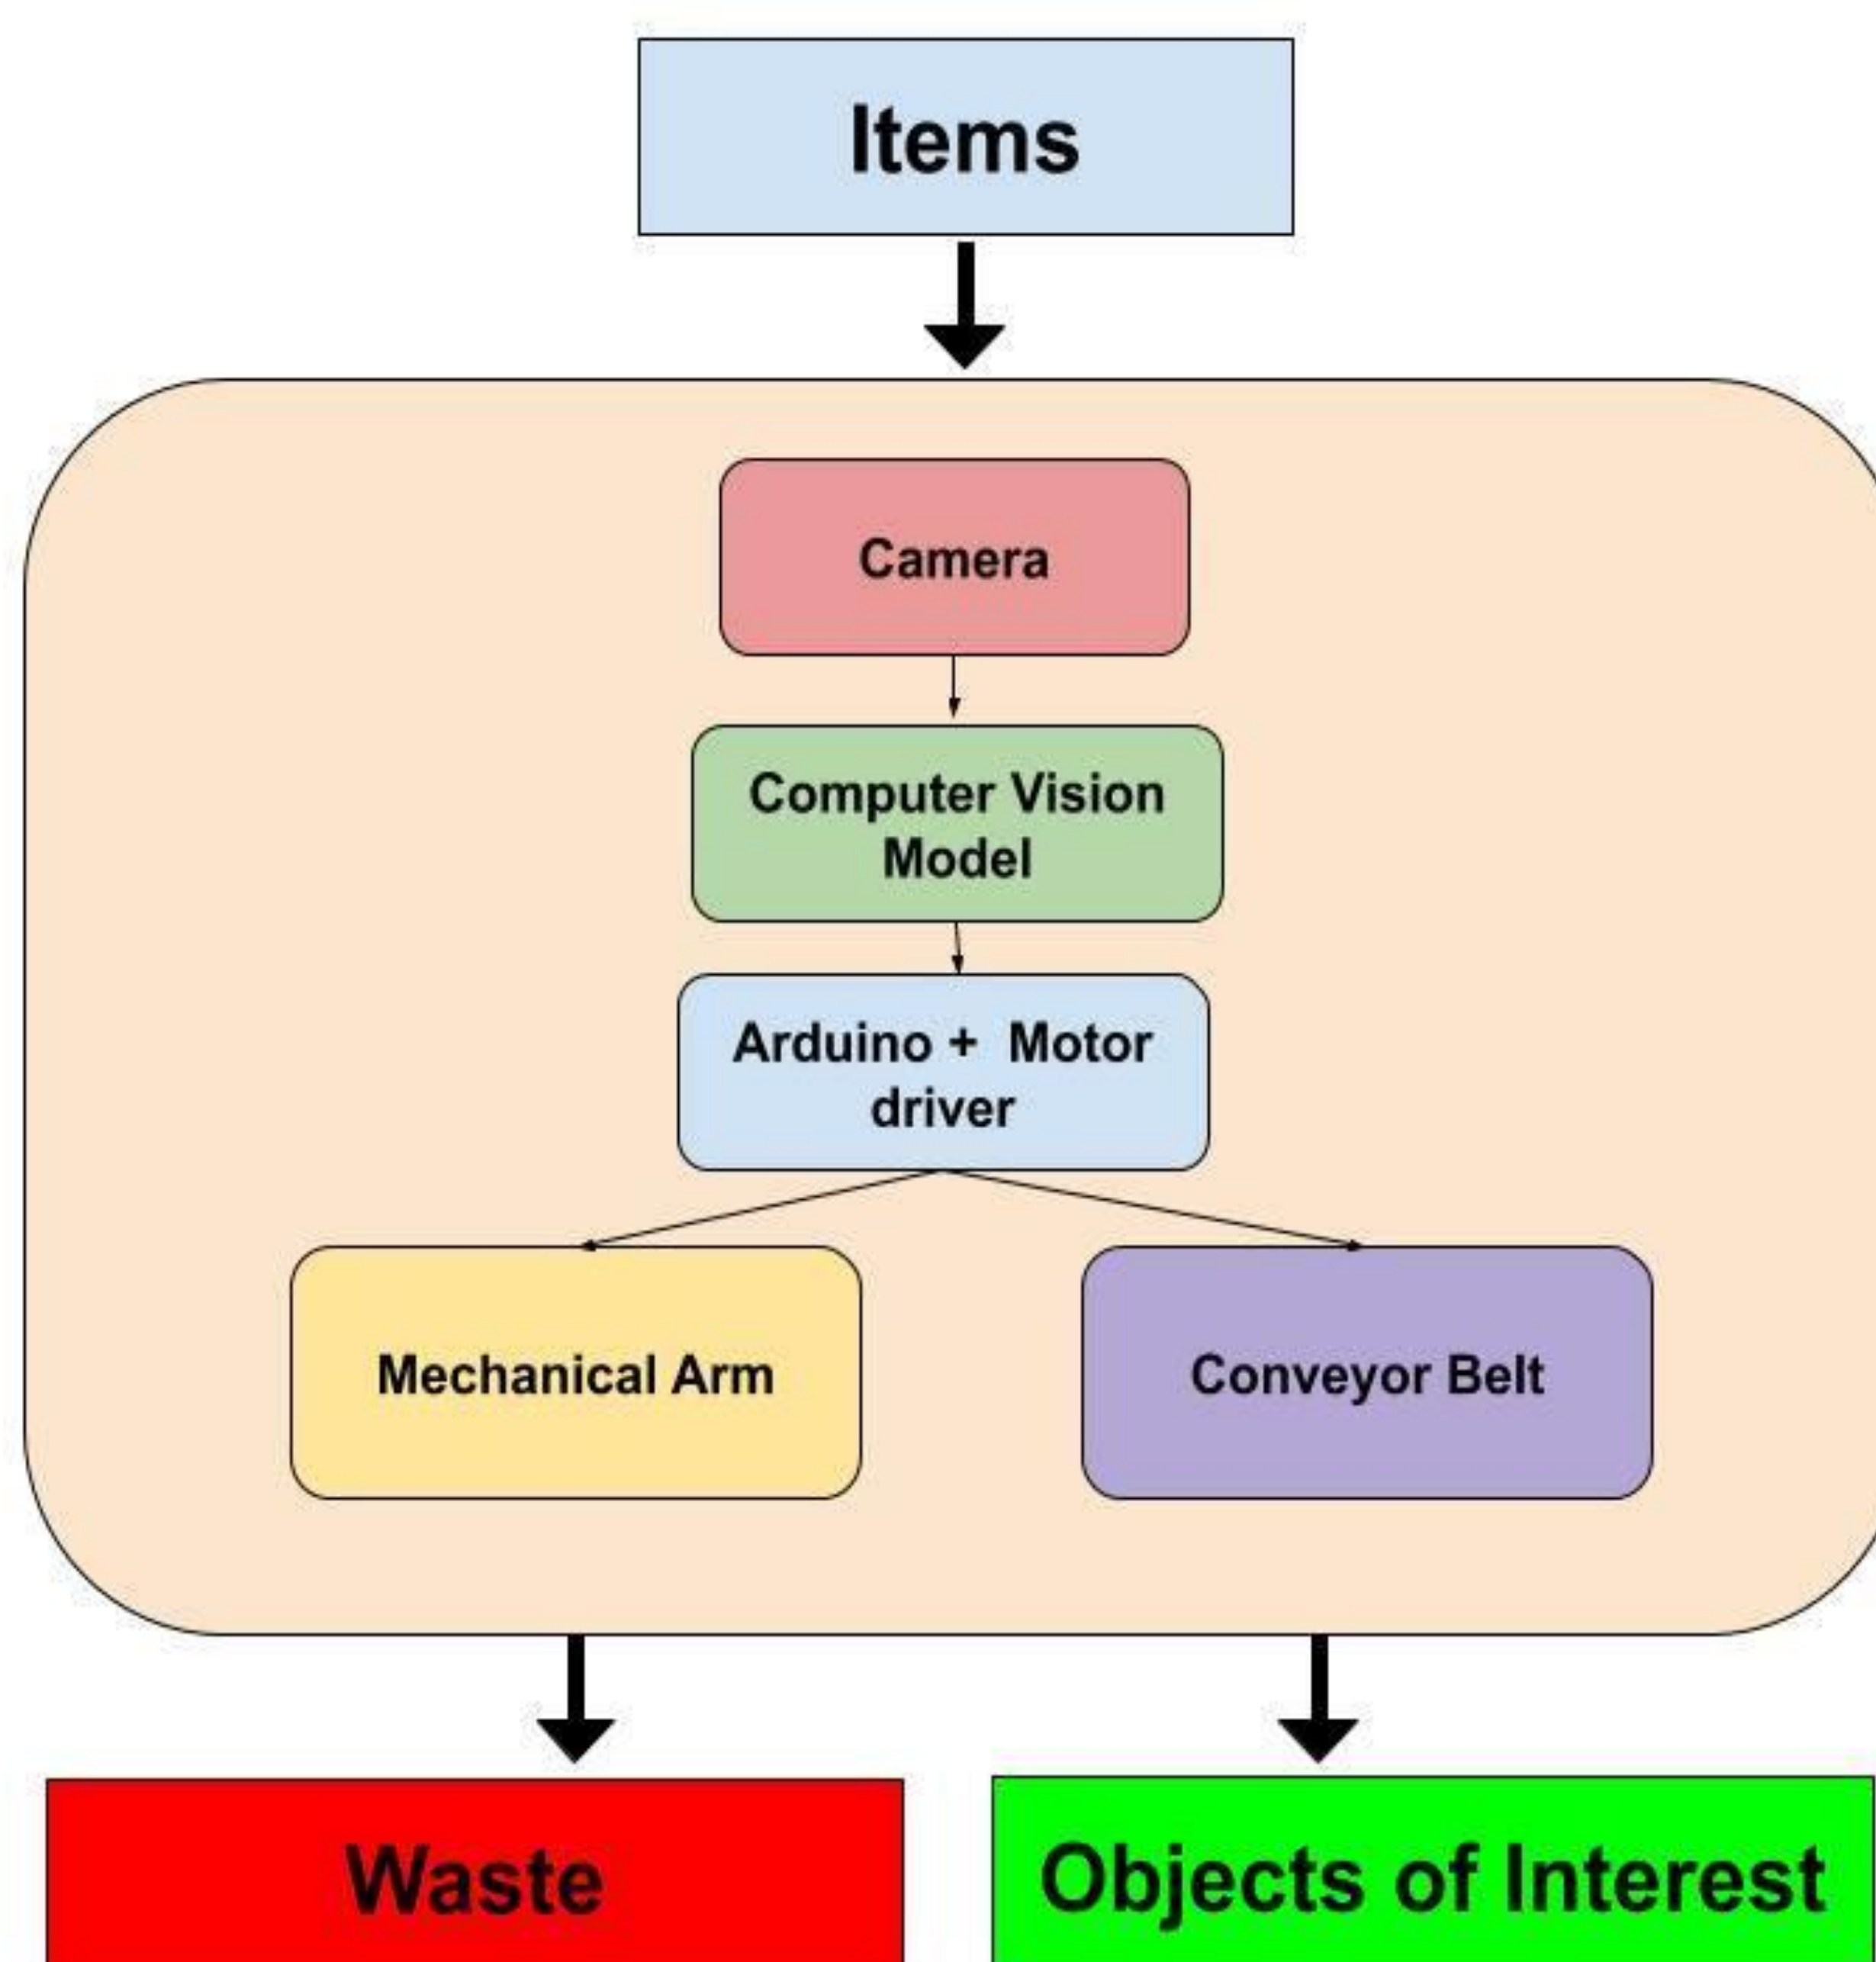 Items
Camera
Computer Vision
Model
Arduino +  Motor
driver
Mechanical Arm
Conveyor Belt
Waste
Objects of Interest